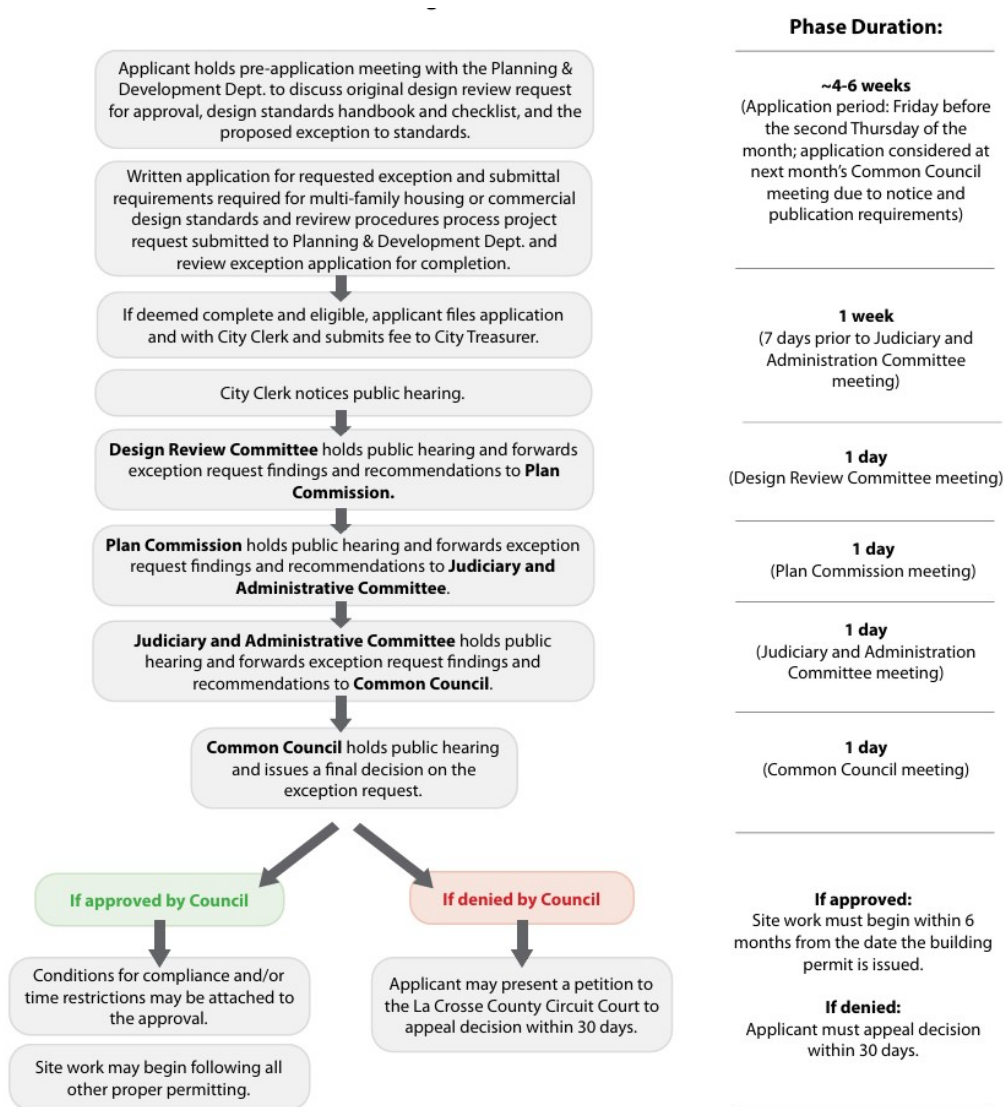 Phase Duration:
Applicant holds pre-application meeting with the Planning &
Development Dept. to discuss original design review request
for approval, design standards handbook and checklist, and the
proposed exception to standards.
~4-6 weeks
(Application period: Friday before
the second Thursday of the
month; application considered at
next month's Common Council
meeting due to notice and
publication requirements)
Written application for requested exception and submittal
requirements required for multi-family housing or commercial
design standards and revirew procedures process project
request submitted to Planning & Development Dept. and
review exception application for completion.
If deemed complete and eligible, applicant files application
and with City Clerk and submits fee to City Treasurer.
1 week
(7 days prior to Judiciary and
Administration Committee
meeting)
City Clerk notices public hearing.
Design Review Committee holds public hearing and forwards
exception request findings and recommendations to Plan
Commission.
1 day
(Design Review Committee meeting)
Plan Commission holds public hearing and forwards exception
request findings and recommendations to Judiciary and
Administrative Committee.
1 day
(Plan Commission meeting)
Judiciary and Administrative Committee holds public
hearing and forwards exception request findings and
recommendations to Common Council.
1 day
(Judiciary and Administration
Committee meeting)
Common Council holds public hearing
and issues a final decision on the
exception request.
1 day
(Common Council meeting)
If approved by Council
If denied by Council
Conditions for compliance and/or
time restrictions may be attached to
the approval.
Site work may begin following all
other proper permitting.
Applicant may present a petition to
the La Crosse County Circuit Court to
appeal decision within 30 days.
If approved:
Site work must begin within 6
months from the date the building
permit is issued.
If denied:
Applicant must appeal decision
within 30 days.